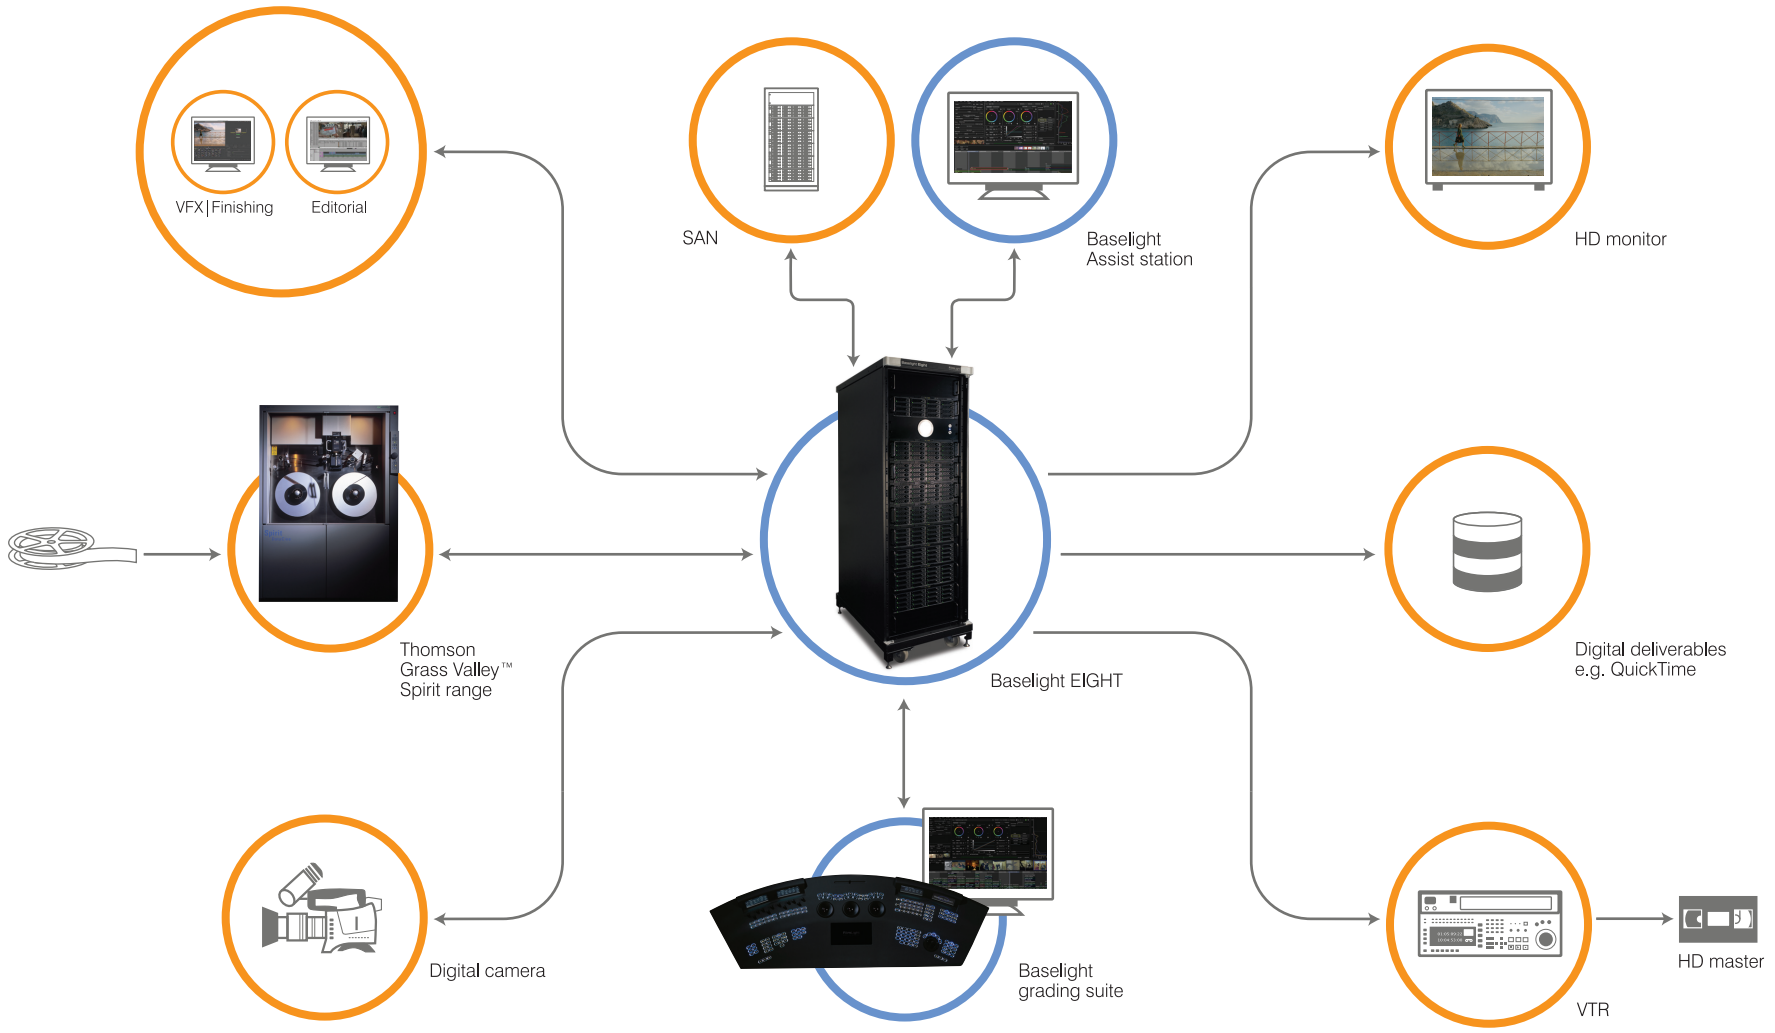 VFX|Finishing
Editorial
SAN
Baselight
Assist station
HD monitor
Thomson
Grass Valley™
Spirit range
Baselight EIGHT
Digital deliverables
e.g. QuickTime
Digital camera
Baselight
grading suite
VTR
HD master